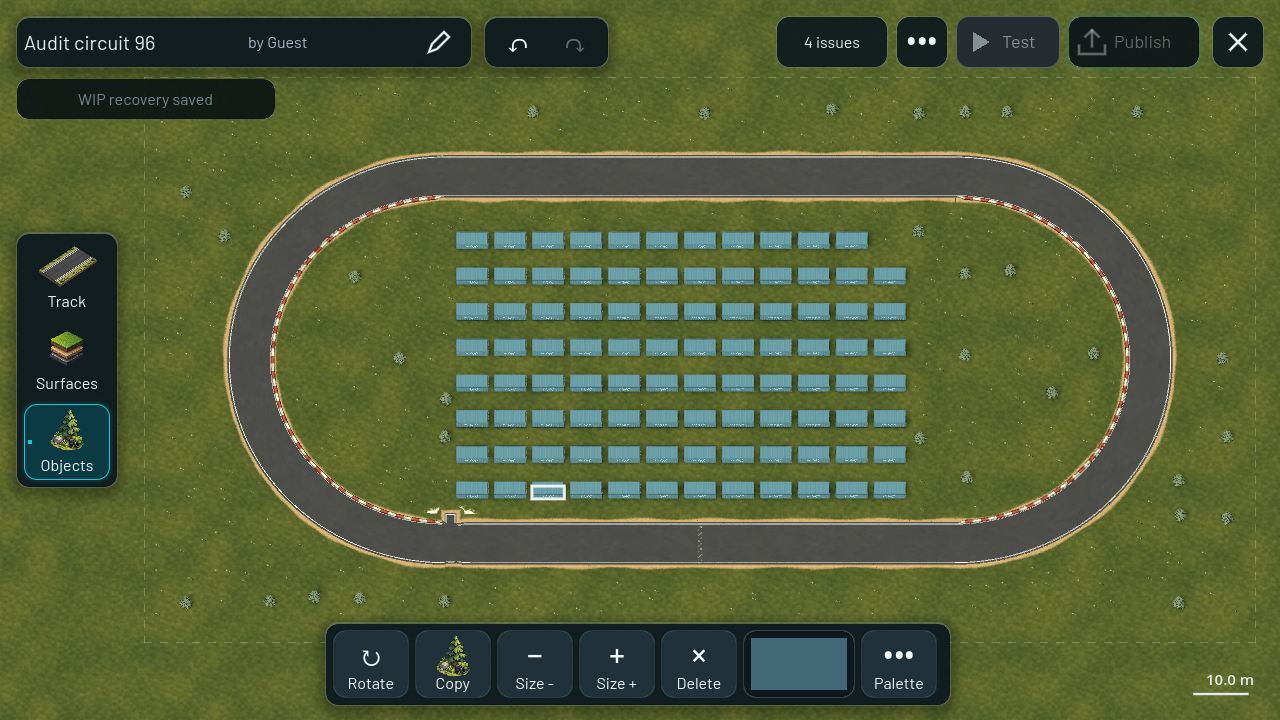 Audit circuit 96
by Guest
4 issues
Test
Publish
WIP recovery saved
Track
Surfaces
Objects
Rotate
Copy
Size -
Size +
Delete
Palette
10.0 m